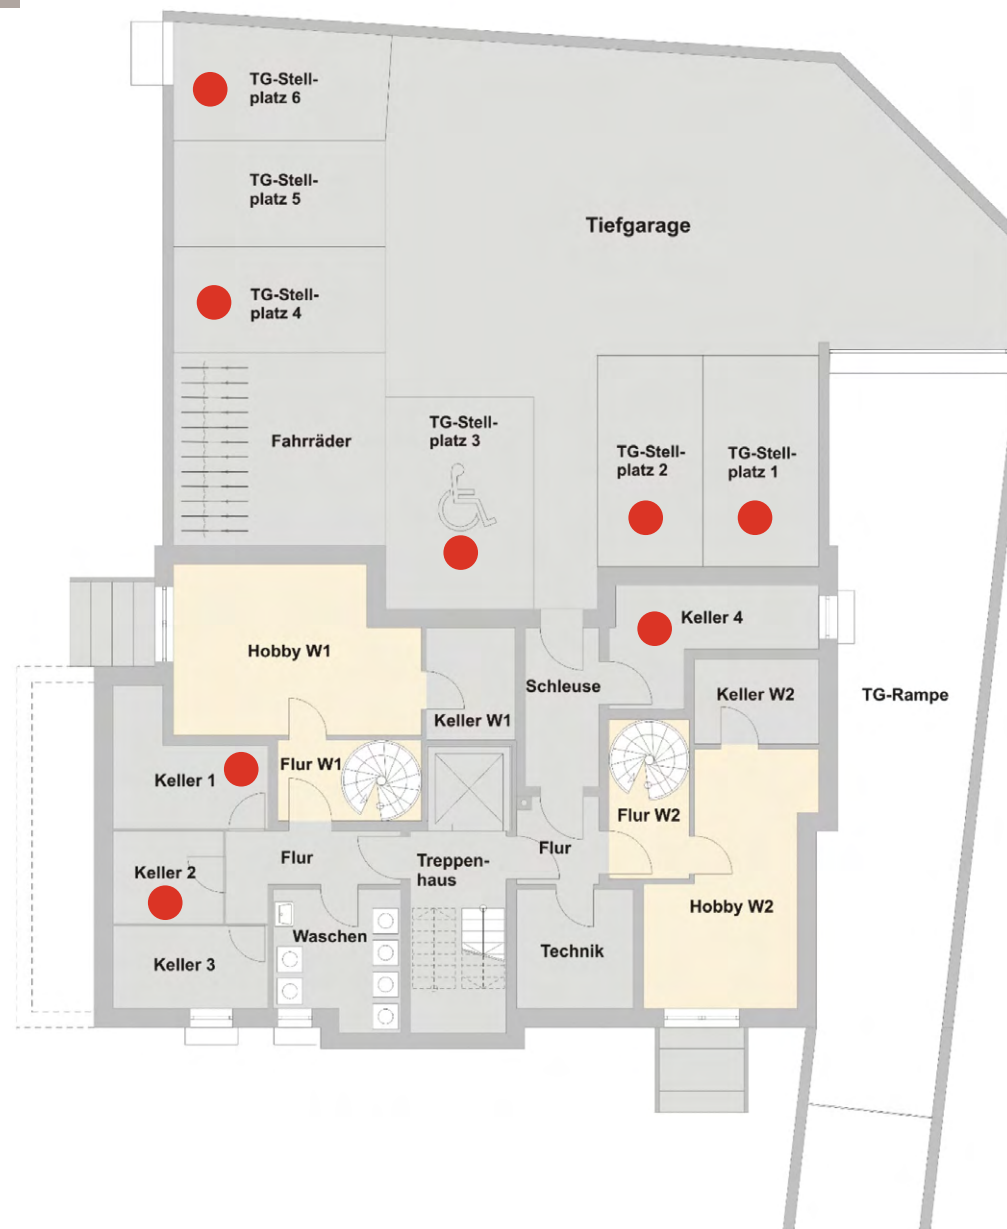 TG-Stell-
platz 6
TG-Stell-
platz 5
Tiefgarage
TG-Stell-
platz 4
Fahrräder
TG-Stell-
platz 3
TG-Stell-
platz 2
TG-Stell-
platz 1
Keller 4
Hobby W1
Schleuse
Keller W2
TG-Rampe
Keller W1
Flur W1
Keller 1
Flur W2
Flur
Keller 2
Treppen-
haus
Flur
Hobby W2
Waschen
Technik
Keller 3